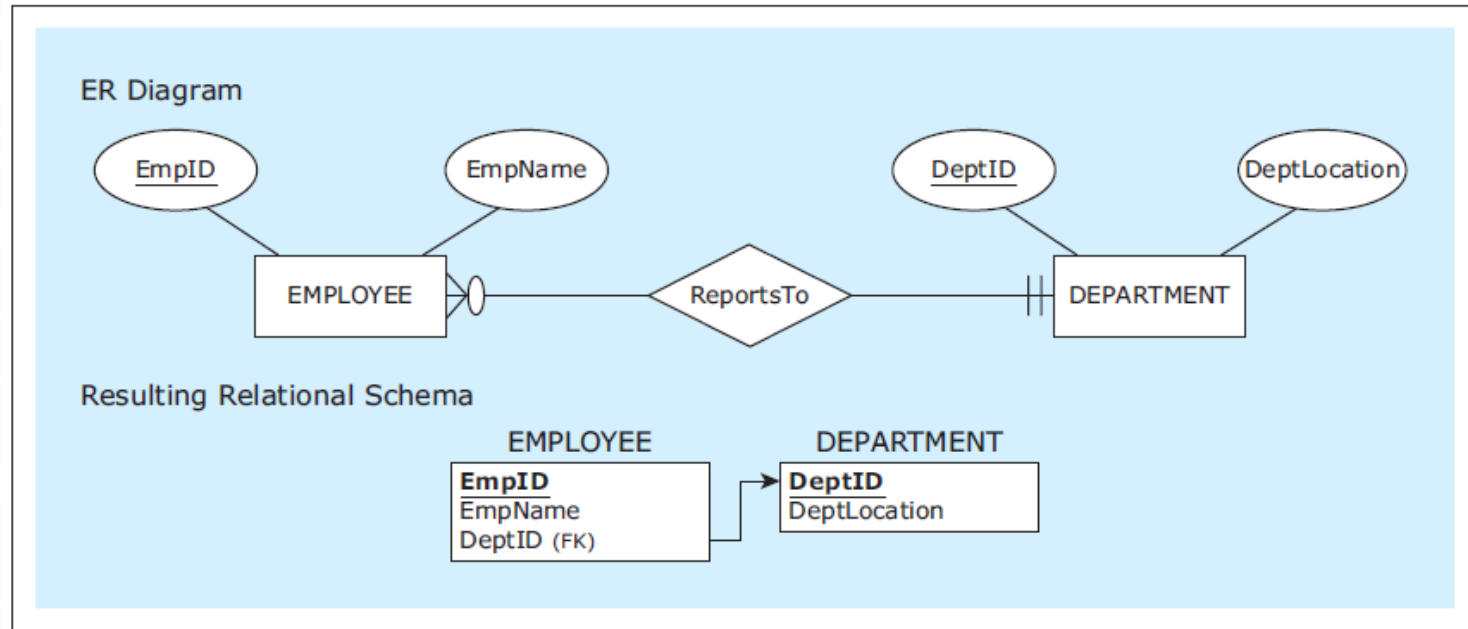 ER Diagram
EmpID
EmpName
DeptID
DeptLocation
EMPLOYEE
ReportsTo
DEPARTMENT
Resulting Relational Schema
EMPLOYEE
EmpID
EmpName
DeptID (FK)
DEPARTMENT
DeptID
DeptLocation